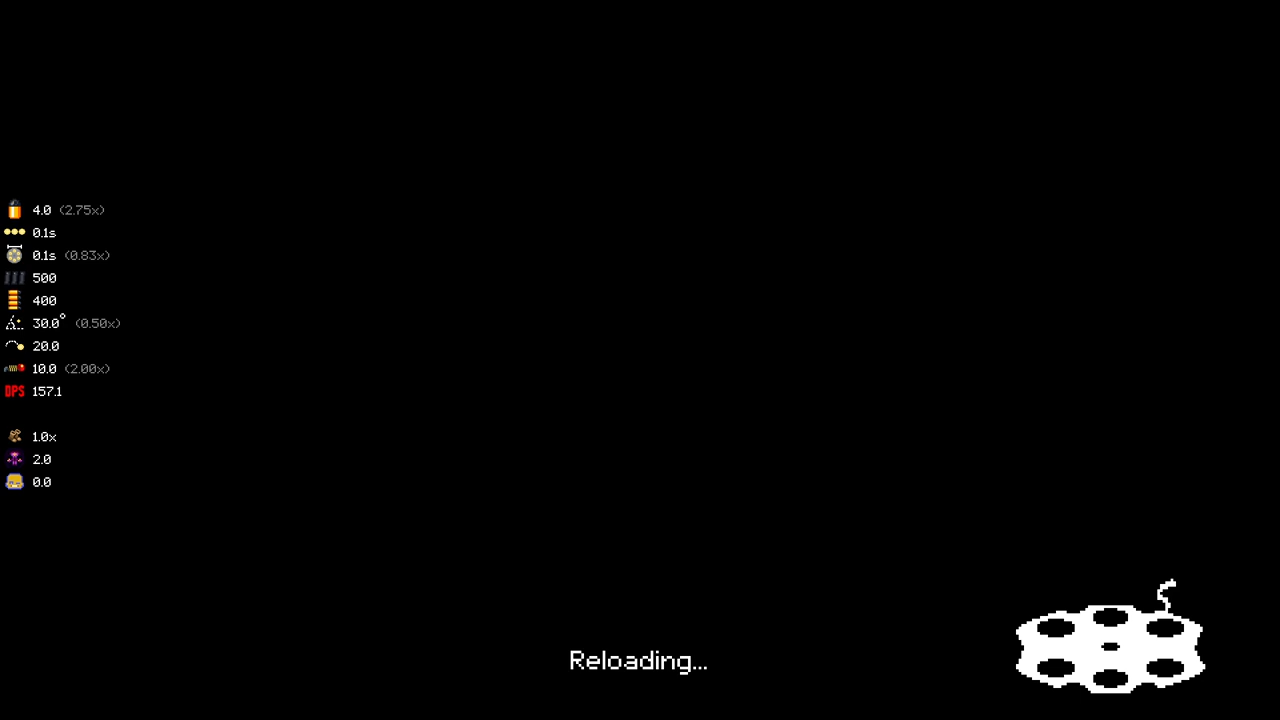 4.0 (2.75x)
0.1s
0.1s (0.83x)
500
400
30.0° (0.50x)
20.0
10.0 (2.00x)
DPS 157.1
1.0x
2.0
0.0
Reloading...